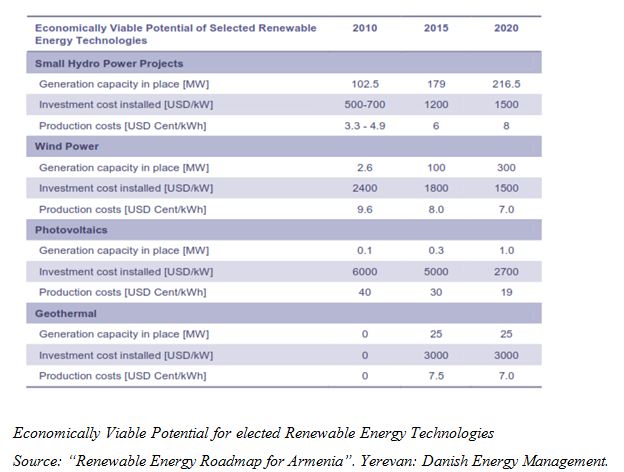 Economically Viable Potential of Selected Renewable Energy Technologies 2010 2015 2020
Small Hydro Power Projects
Generation capacity in place [MW] 102.5 179 216.5
Investment cost installed [USD/kW] 500-700 1200 1500
Production costs [USD Cent/kWh] 3.3 - 4.9 6 8
Wind Power
Generation capacity in place [MW] 2.6 100 300
Investment cost installed [USD/kW] 2400 1800 1500
Production costs [USD Cent/kWh] 9.6 8.0 7.0
Photovoltaics
Generation capacity in place [MW] 0.1 0.3 1.0
Investment cost installed [USD/kW] 6000 5000 2700
Production costs [USD Cent/kWh] 40 30 19
Geothermal
Generation capacity in place [MW] 0 25 25
Investment cost installed [USD/kW] 0 3000 3000
Production costs [USD Cent/kWh] 0 7.5 7.0
Economically Viable Potential for elected Renewable Energy Technologies
Source: “Renewable Energy Roadmap for Armenia”. Yerevan: Danish Energy Management.